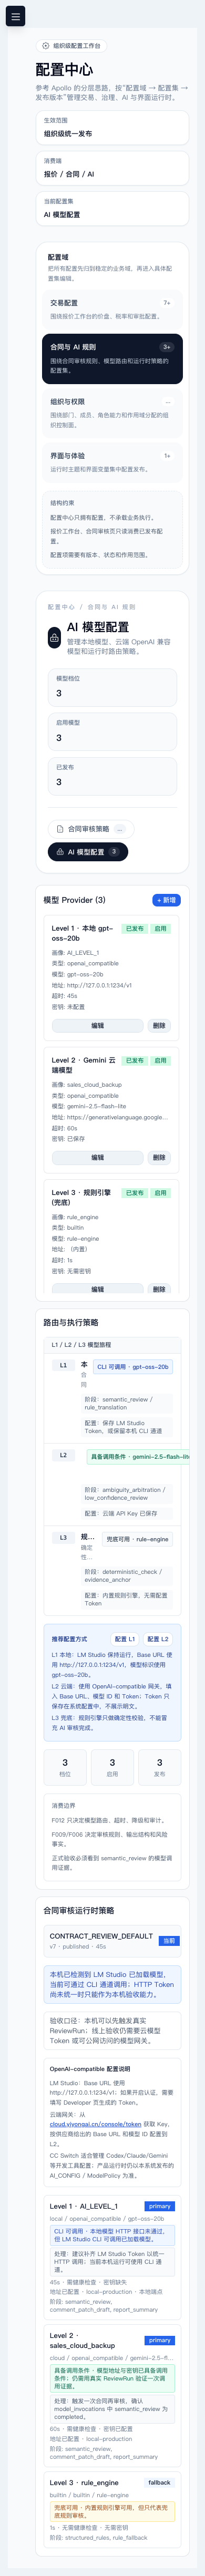 组织级配置工作台
配置中心
参考 Apollo 的分层思路，按“配置域 → 配置集 →
发布版本”管理交易、治理、AI 与界面运行时。
生效范围
组织级统一发布
消费端
报价 / 合同 / AI
当前配置集
AI 模型配置
配置域
把所有配置先归到稳定的业务域，再进入具体配
置集编辑。
交易配置
7+
围绕报价工作台的价盘、税率和审批配置。
合同与 AI 规则
3+
围绕合同审核规则、模型路由和运行时策略的
配置集。
组织与权限
...
围绕部门、成员、角色能力和作用域分配的组
织控制面。
界面与体验
1+
运行时主题和界面变量集中配置发布。
结构约束
配置中心只拥有配置，不承载业务执行。
报价工作台、合同审核页只读消费已发布配
置。
配置项需要有版本、状态和作用范围。
配置中心 / 合同与 AI 规则
AI 模型配置
管理本地模型、云端 OpenAI 兼容
模型和运行时路由策略。
模型档位
3
启用模型
3
已发布
3
合同审核策略
...
AI 模型配置
3
模型 Provider (3)
+ 新增
Level 1 · 本地 gpt-
oss-20b
已发布
启用
画像: AI_LEVEL_1
类型: openai_compatible
模型: gpt-oss-20b
地址: http://127.0.0.1:1234/v1
超时: 45s
密钥: 未配置
编辑
删除
Level 2 · Gemini 云
端模型
已发布
启用
画像: sales_cloud_backup
类型: openai_compatible
模型: gemini-2.5-flash-lite
地址: https://generativelanguage.google...
超时: 60s
密钥: 已保存
编辑
删除
Level 3 · 规则引擎
(兜底)
已发布
启用
画像: rule_engine
类型: builtin
模型: rule-engine
地址: （内置）
超时: 1s
密钥: 无需密钥
编辑
删除
路由与执行策略
L1 / L2 / L3 模型旅程
L1
本
合
同
CLI 可调用 · gpt-oss-20b
阶段：semantic_review /
rule_translation
配置：保存 LM Studio
Token，或保留本机 CLI 通道
L2
具备调用条件 · gemini-2.5-flash-lite
阶段：ambiguity_arbitration /
low_confidence_review
配置：云端 API Key 已保存
L3
规...
确定
性...
兜底可用 · rule-engine
阶段：deterministic_check /
evidence_anchor
配置：内置规则引擎，无需配置
Token
推荐配置方式
配置 L1
配置 L2
L1 本地：LM Studio 保持运行，Base URL 使
用 http://127.0.0.1:1234/v1，模型标识使用
gpt-oss-20b。
L2 云端：使用 OpenAI-compatible 网关，填
入 Base URL、模型 ID 和 Token；Token 只
保存在系统配置中，不展示明文。
L3 兜底：规则引擎只做确定性校验，不能冒
充 AI 审核完成。
3
档位
3
启用
3
发布
消费边界
F012 只决定模型路由、超时、降级和审计。
F009/F006 决定审核规则、输出结构和风险
事实。
正式验收必须看到 semantic_review 的模型调
用证据。
合同审核运行时策略
CONTRACT_REVIEW_DEFAULT
当前
v7 · published · 45s
本机已检测到 LM Studio 已加载模型，
当前可通过 CLI 通道调用；HTTP Token
尚未统一时只能作为本机验收能力。
验收口径：本机可以先触发真实
ReviewRun；线上验收仍需要云模型
Token 或可公网访问的模型网关。
OpenAI-compatible 配置说明
LM Studio：Base URL 使用
http://127.0.0.1:1234/v1；如果开启认证，需要
填写 Developer 页生成的 Token。
云端网关：从
cloud.yiyongai.cn/console/token 获取 Key，
按供应商给出的 Base URL 和模型 ID 配置到
L2。
CC Switch 适合管理 Codex/Claude/Gemini
等开发工具配置；产品运行时仍以本系统发布的
AI_CONFIG / ModelPolicy 为准。
Level 1 · AI_LEVEL_1
primary
local / openai_compatible / gpt-oss-20b
CLI 可调用 · 本地模型 HTTP 接口未通过，
但 LM Studio CLI 可调用已加载模型。
处理：建议补齐 LM Studio Token 以统一
HTTP 调用；当前本机运行可使用 CLI 通
道。
45s · 需健康检查 · 密钥缺失
地址已配置 · local-production · 本地端点
阶段: semantic_review,
comment_patch_draft, report_summary
Level 2 ·
sales_cloud_backup
primary
cloud / openai_compatible / gemini-2.5-fl...
具备调用条件 · 模型地址与密钥已具备调用
条件；仍需用真实 ReviewRun 验证一次调
用证据。
处理：触发一次合同再审核，确认
model_invocations 中 semantic_review 为
completed。
60s · 需健康检查 · 密钥已配置
地址已配置 · local-production
阶段: semantic_review,
comment_patch_draft, report_summary
Level 3 · rule_engine
fallback
builtin / builtin / rule-engine
兜底可用 · 内置规则引擎可用，但只代表兜
底规则审核。
1s · 无需健康检查 · 无需密钥
阶段: structured_rules, rule_fallback